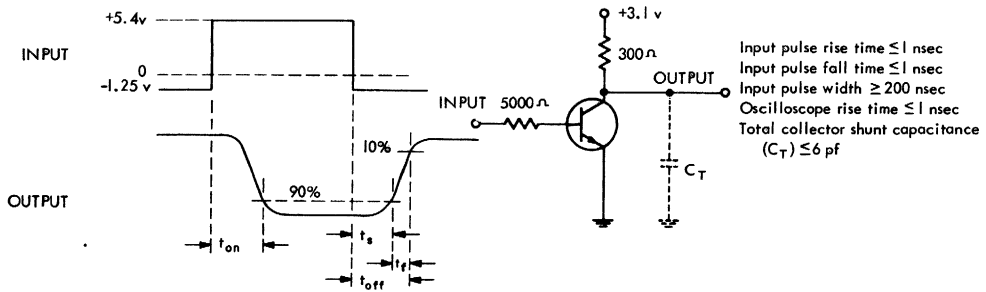 +5.4v
INPUT
0
-1.25 v
10%
OUTPUT
90%
t_on
t_s
t_f
t_off
+3.1 v
300Ω
OUTPUT
INPUT 5000Ω
C_T
Input pulse rise time ≤1 nsec
Input pulse fall time ≤1 nsec
Input pulse width ≥ 200 nsec
Oscilloscope rise time ≤1 nsec
Total collector shunt capacitance
(C_T) ≤6 pf